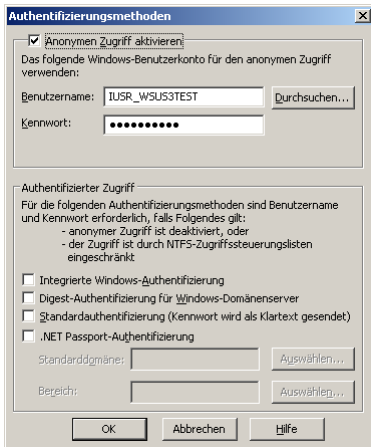 Authentifizierungsmethoden
Anonymen Zugriff aktivieren
Das folgende Windows-Benutzerkonto für den anonymen Zugriff
verwenden:
Benutzername: IUSR_WSUS3TEST Durchsuchen...
Kennwort: ●●●●●●●●●●
Authentifizierter Zugriff
Für die folgenden Authentifizierungsmethoden sind Benutzername
und Kennwort erforderlich, falls Folgendes gilt:
- anonymer Zugriff ist deaktiviert, oder
- der Zugriff ist durch NTFS-Zugriffssteuerungslisten
eingeschränkt
Integrierte Windows-Authentifizierung
Digest-Authentifizierung für Windows-Domänenserver
Standardauthentifizierung (Kennwort wird als Klartext gesendet)
.NET Passport-Authentifizierung
Standarddomäne: Auswählen...
Bereich: Auswählen...
OK Abbrechen Hilfe